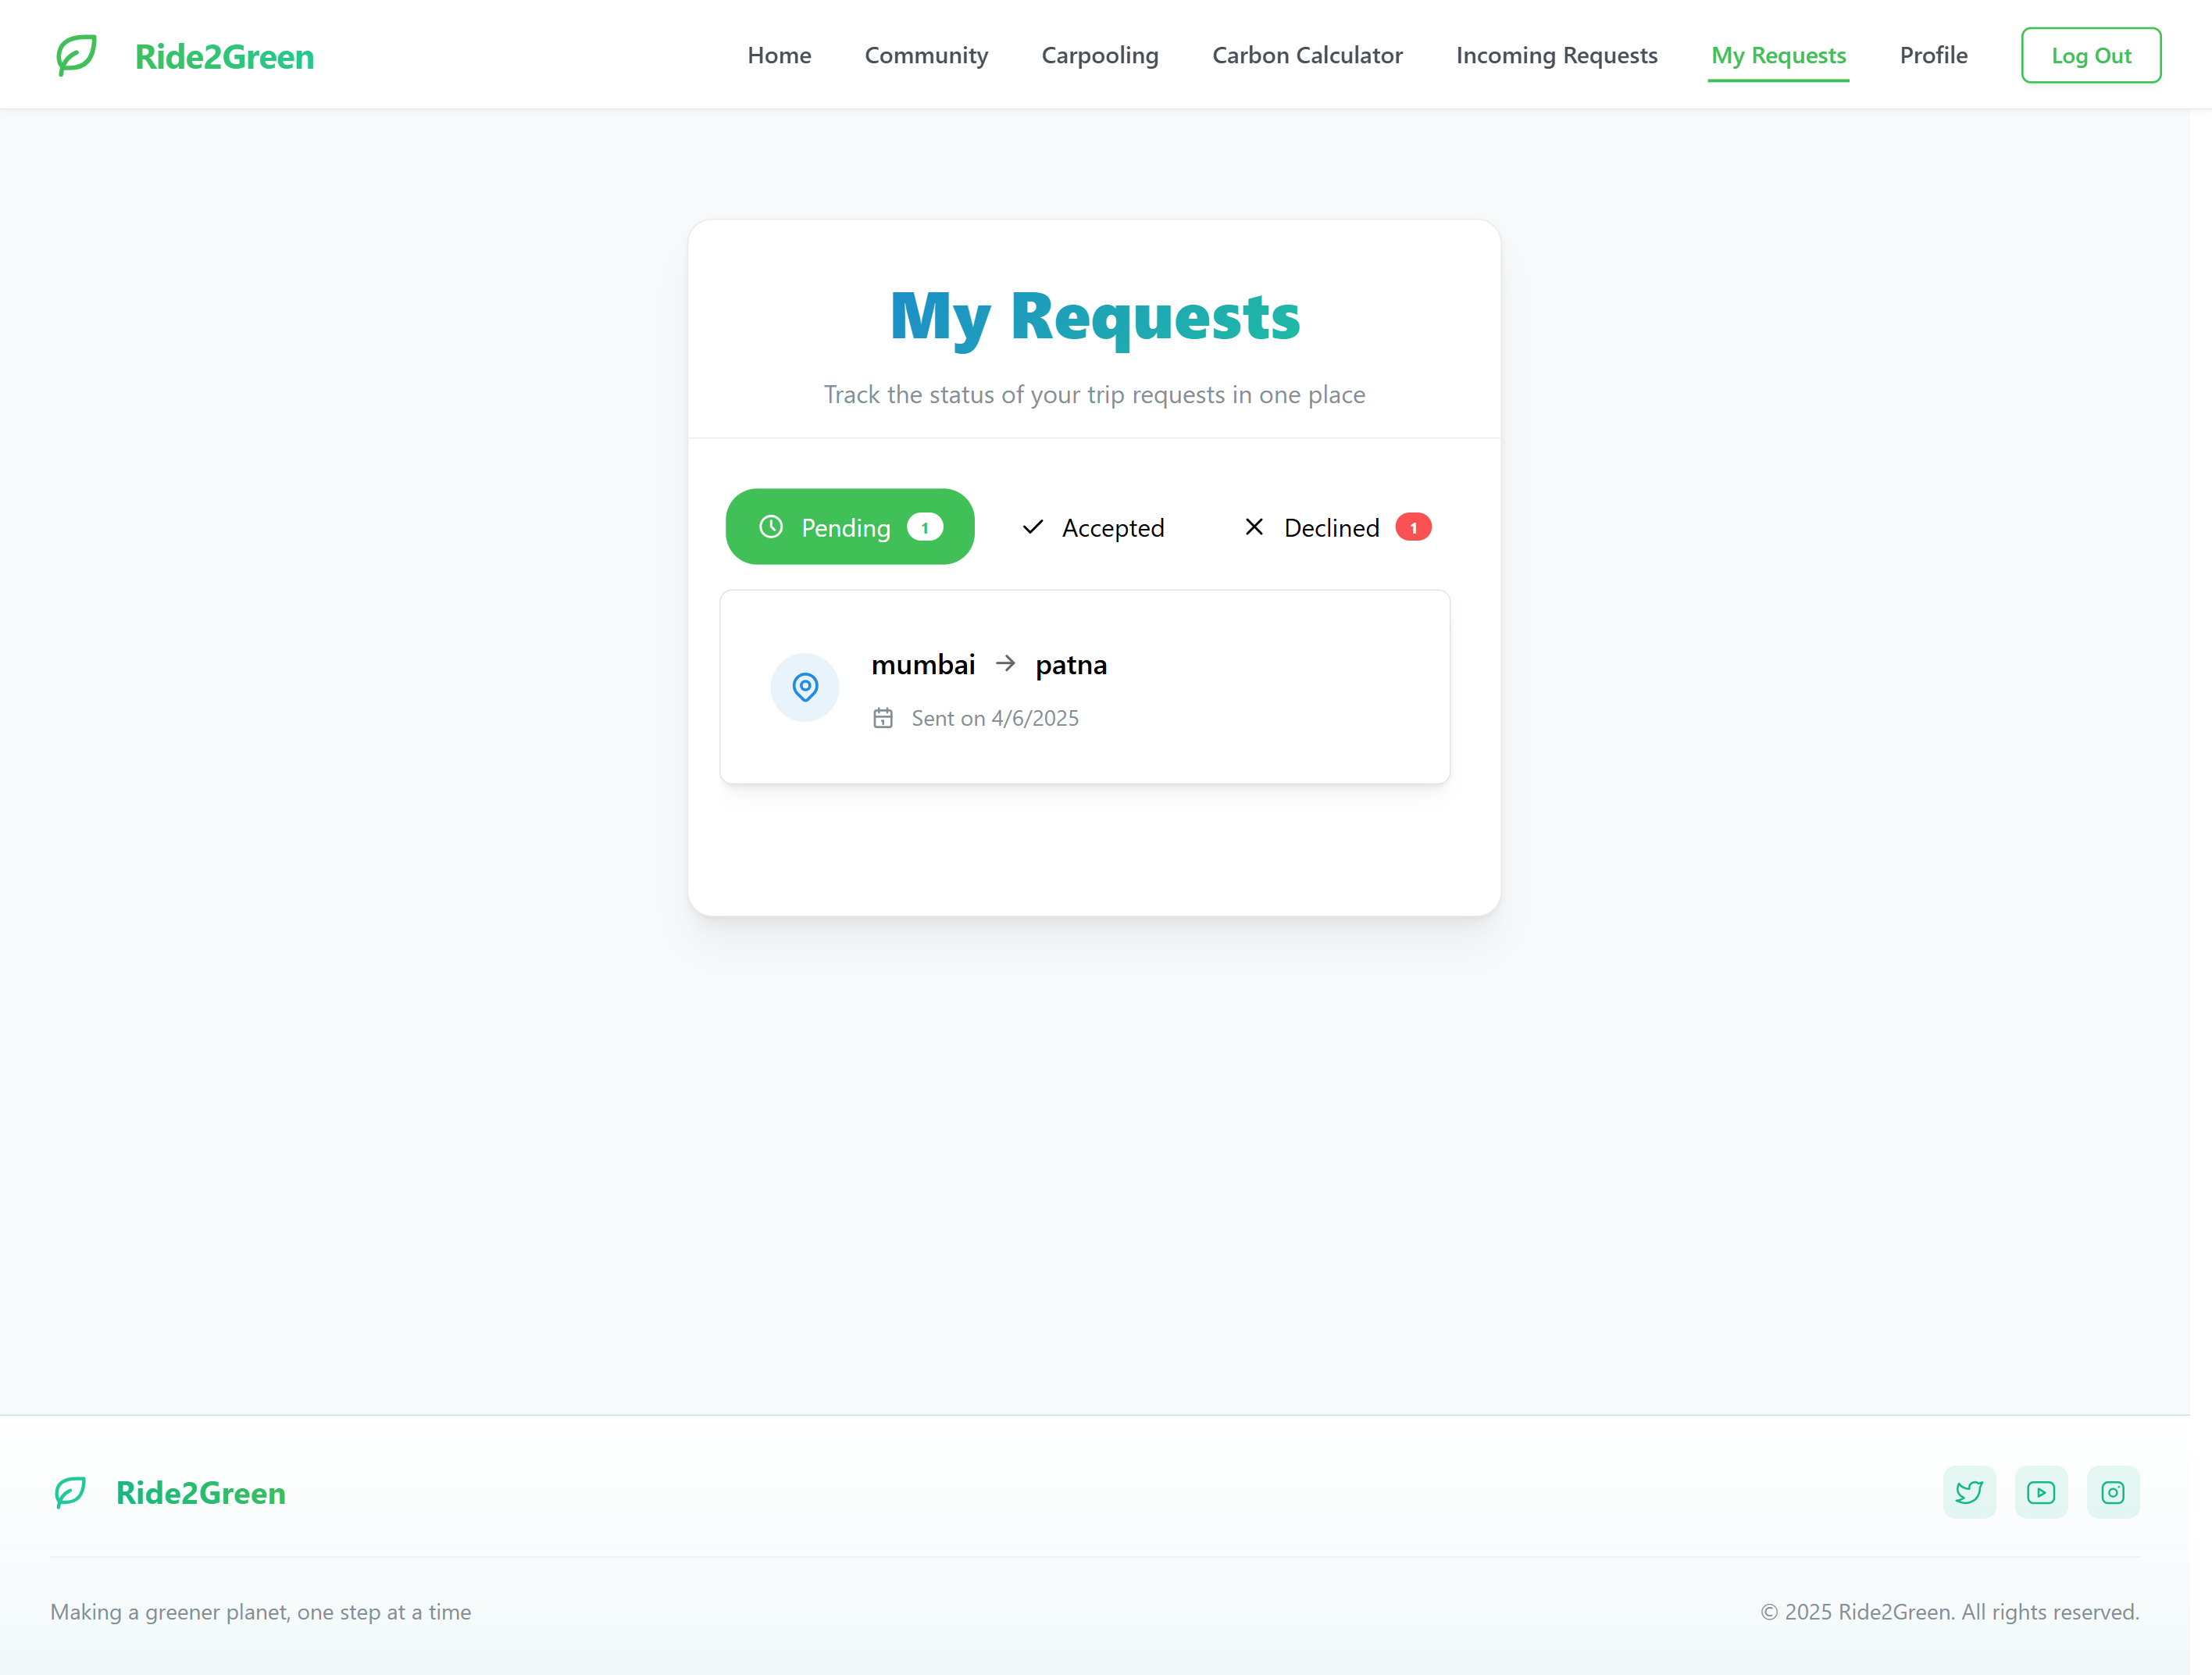 Ride2Green Home Community Carpooling Carbon Calculator Incoming Requests My Requests Profile Log Out
My Requests
Track the status of your trip requests in one place
Pending 1 Accepted Declined 1
mumbai → patna
Sent on 4/6/2025
Ride2Green
Making a greener planet, one step at a time © 2025 Ride2Green. All rights reserved.